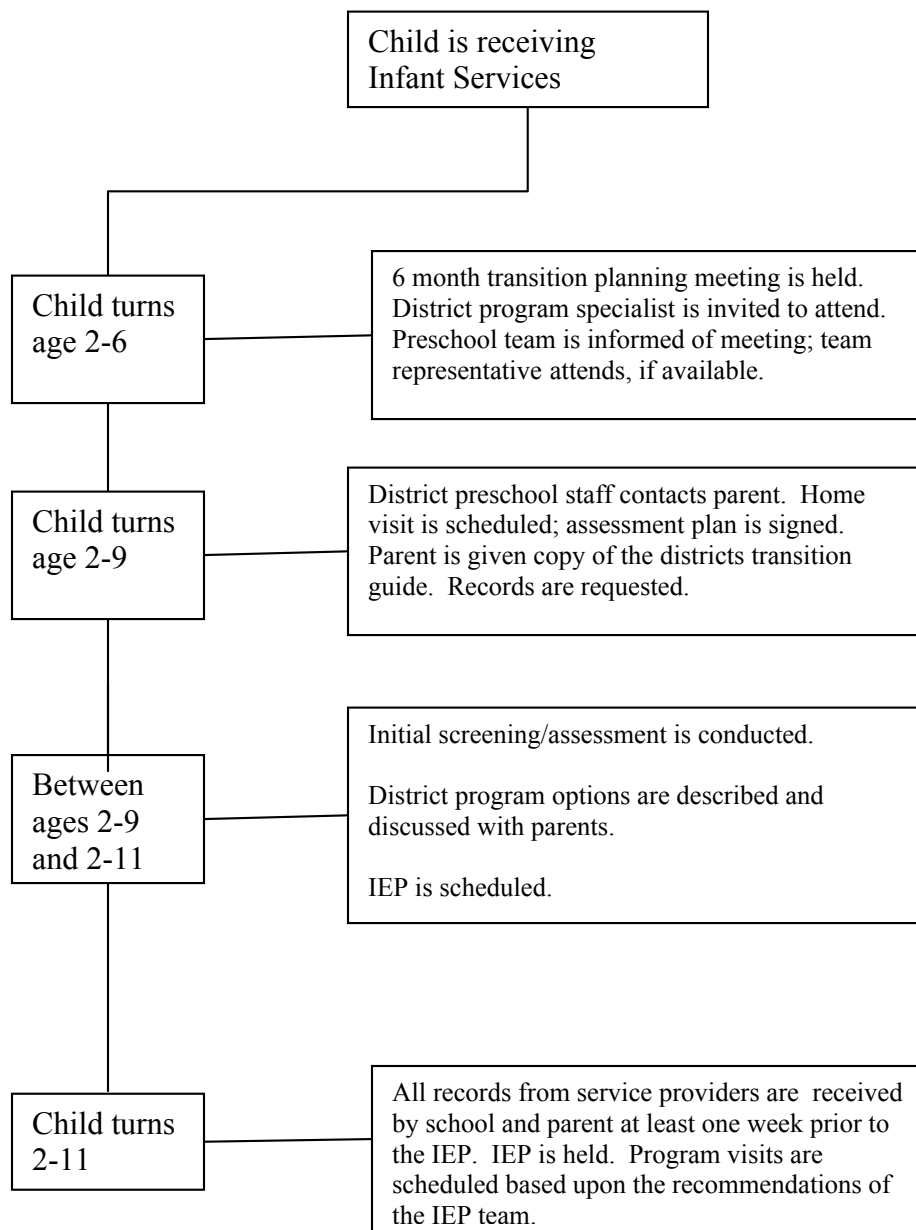 Child is receiving
Infant Services
Child turns
age 2-6
6 month transition planning meeting is held.
District program specialist is invited to attend.
Preschool team is informed of meeting; team
representative attends, if available.
Child turns
age 2-9
District preschool staff contacts parent.  Home
visit is scheduled; assessment plan is signed.
Parent is given copy of the districts transition
guide.  Records are requested.
Between
ages 2-9
and 2-11
Initial screening/assessment is conducted.
District program options are described and
discussed with parents.
IEP is scheduled.
Child turns
2-11
All records from service providers are  received
by school and parent at least one week prior to
the IEP.  IEP is held.  Program visits are
scheduled based upon the recommendations of
the IEP team.